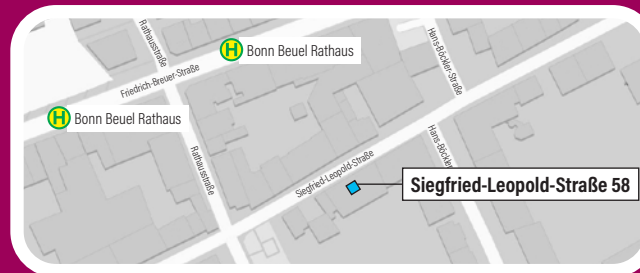 Rathausstraße
Hans-Böckler-Straße
H Bonn Beuel Rathaus
Friedrich-Breuer-Straße
H Bonn Beuel Rathaus
Hans-Böckler
Rathausstraße
Siegfried-Leopold-Straße
Siegfried-Leopold-Straße 58